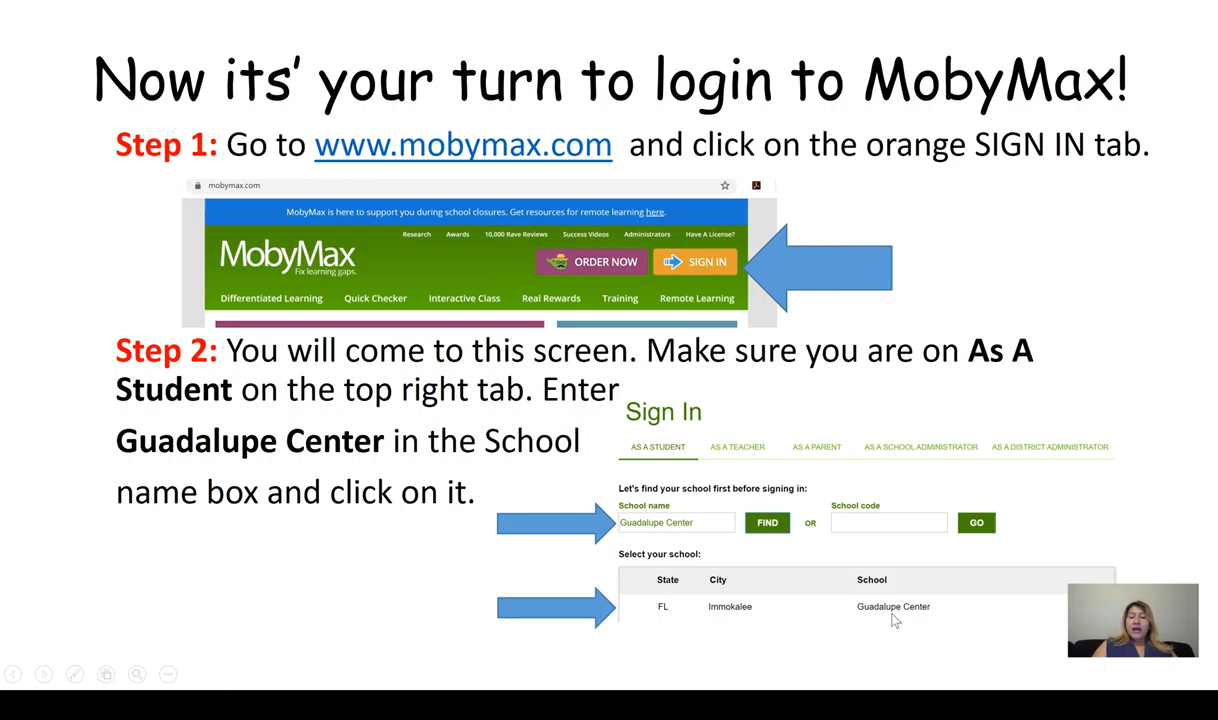 Now its’ your turn to login to MobyMax!
Step 1: Go to www.mobymax.com and click on the orange SIGN IN tab.
mobymax.com
MobyMax is here to support you during school closures. Get resources for remote learning here.
Research Awards 10,000 Rave Reviews Success Videos Administrators Have A License?
MobyMax
Fix learning gaps.
ORDER NOW SIGN IN
Differentiated Learning Quick Checker Interactive Class Real Rewards Training Remote Learning
Step 2: You will come to this screen. Make sure you are on As A
Student on the top right tab. Enter
Guadalupe Center in the School
name box and click on it.
Sign In
AS A STUDENT AS A TEACHER AS A PARENT AS A SCHOOL ADMINISTRATOR AS A DISTRICT ADMINISTRATOR
Let's find your school first before signing in:
School name School code
Guadalupe Center FIND OR GO
Select your school:
State City School
FL Immokalee Guadalupe Center